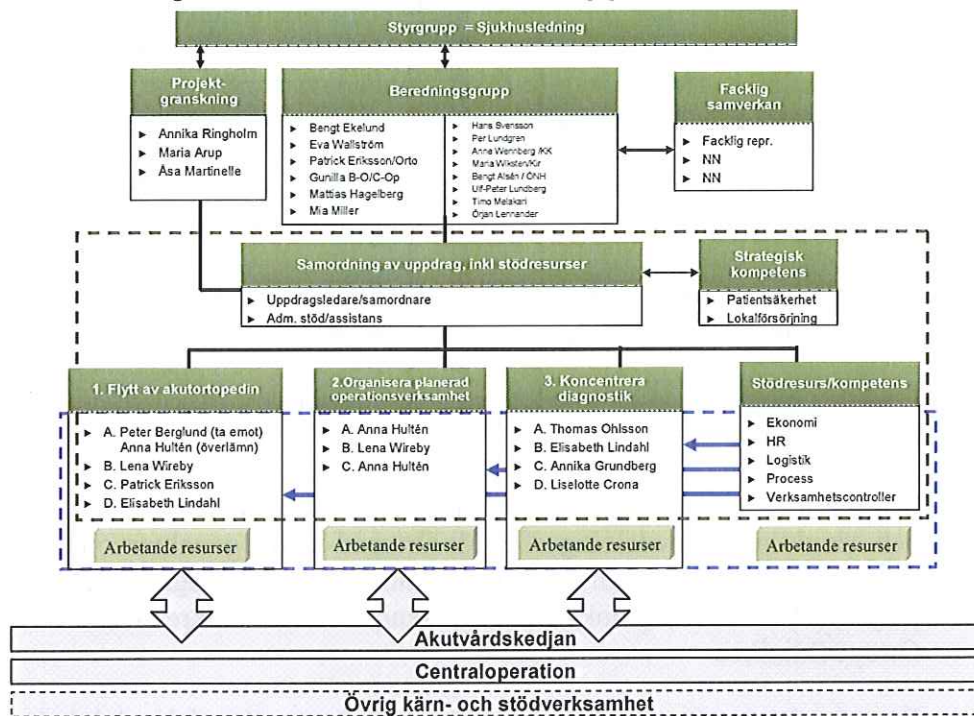 Styrgrupp = Sjukhusledning
Projekt-
granskning
Annika Ringholm
Maria Arup
Åsa Martinelle
Beredningsgrupp
Bengt Ekelund
Eva Wallström
Patrick Eriksson/Orto
Gunilla B-O/C-Op
Mattias Hagelberg
Mia Miller
Hans Svensson
Per Lundgren
Anne Wennberg /KK
Maria Wiksten/Kir
Bengt Alsén / ÖNH
Ulf-Peter Lundberg
Timo Melakari
Örjan Lennander
Facklig
samverkan
Facklig repr.
NN
NN
Samordning av uppdrag, inkl stödresurser
Uppdragsledare/samordnare
Adm. stöd/assistans
Strategisk
kompetens
Patientsäkerhet
Lokalförsörjning
1. Flytt av akutortopedin
A. Peter Berglund (ta emot)
Anna Hultén (överlämn)
B. Lena Wireby
C. Patrick Eriksson
D. Elisabeth Lindahl
Arbetande resurser
2.Organisera planerad
operationsverksamhet
A. Anna Hultén
B. Lena Wireby
C. Anna Hultén
Arbetande resurser
3. Koncentrera
diagnostik
A. Thomas Ohlsson
B. Elisabeth Lindahl
C. Annika Grundberg
D. Liselotte Crona
Arbetande resurser
Stödresurs/kompetens
Ekonomi
HR
Logistik
Process
Verksamhetscontroller
Arbetande resurser
Akutvårdskedjan
Centraloperation
Övrig kärn- och stödverksamhet